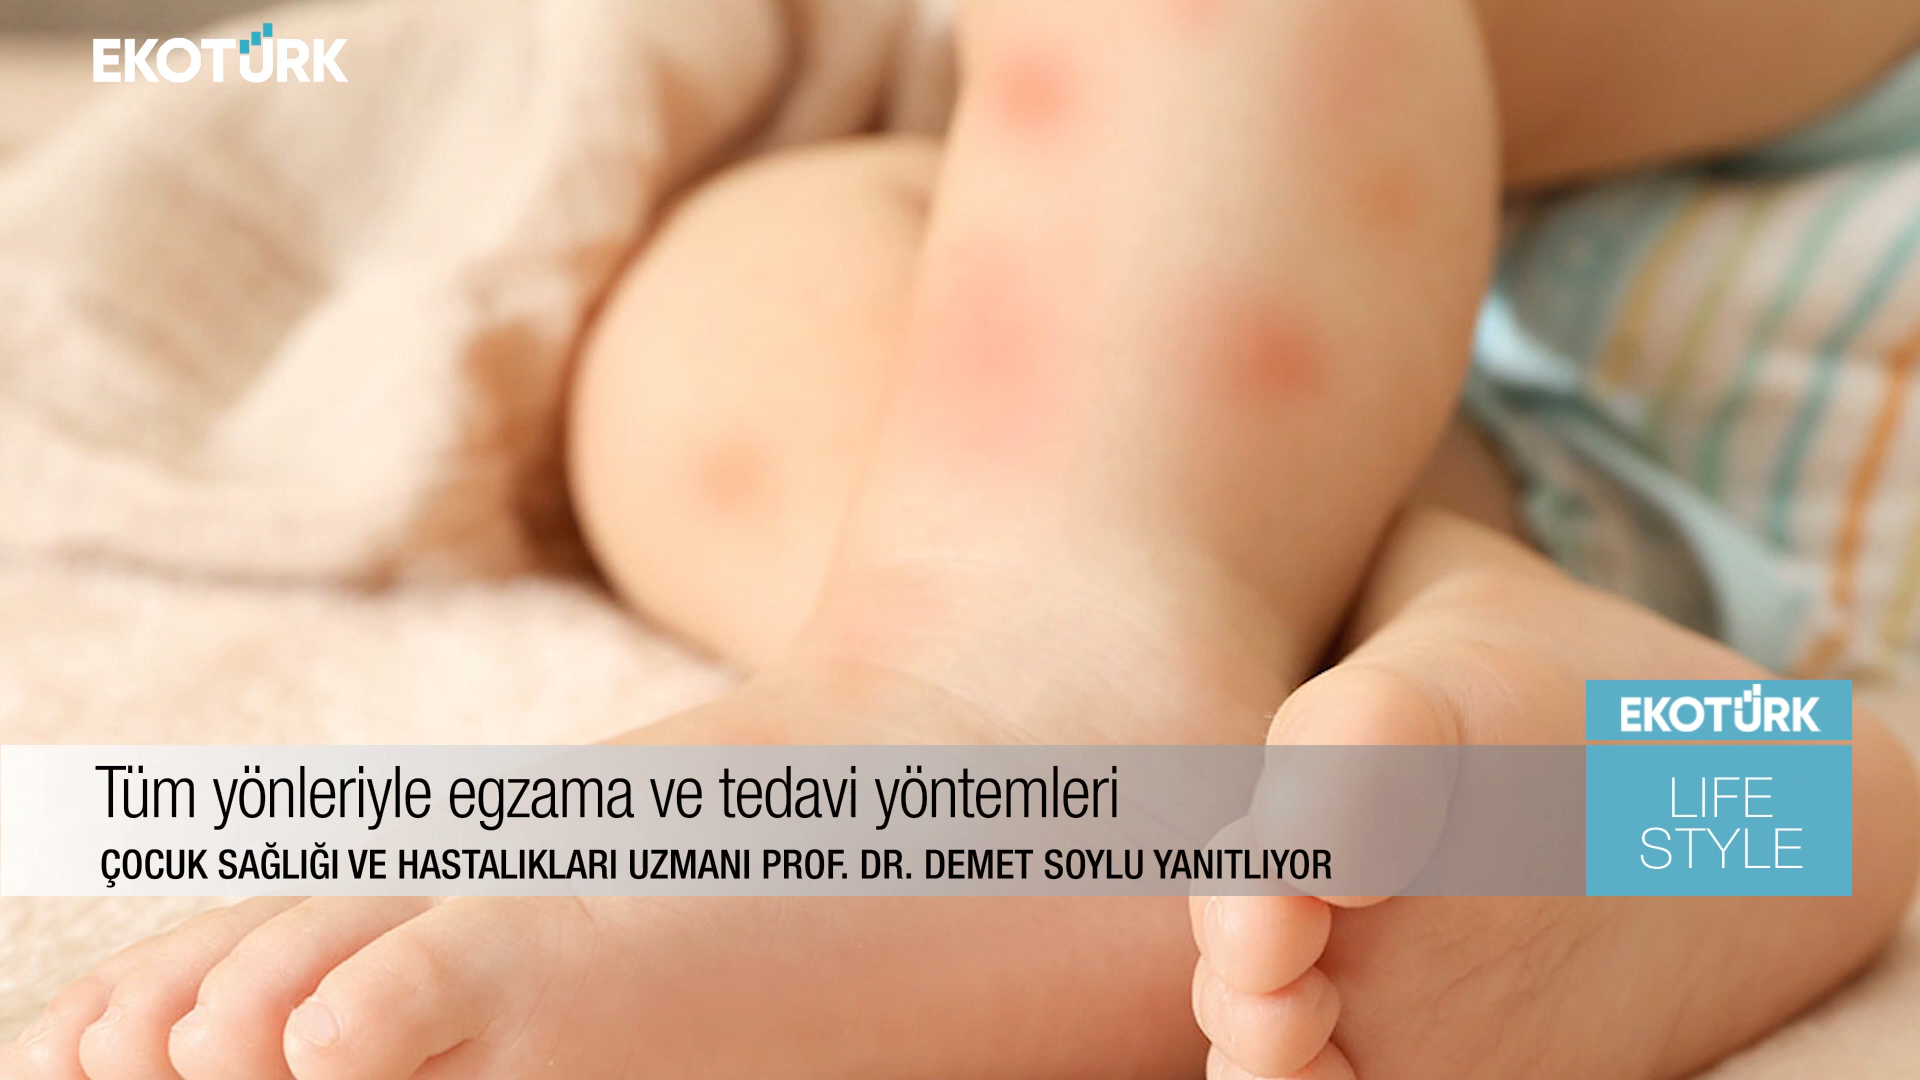 EKOTÜRK
EKOTÜRK
Tüm yönleriyle egzama ve tedavi yöntemleri
LIFE
ÇOCUK SAĞLIĞI VE HASTALIKLARI UZMANI PROF. DR. DEMET SOYLU YANITLIYOR
STYLE